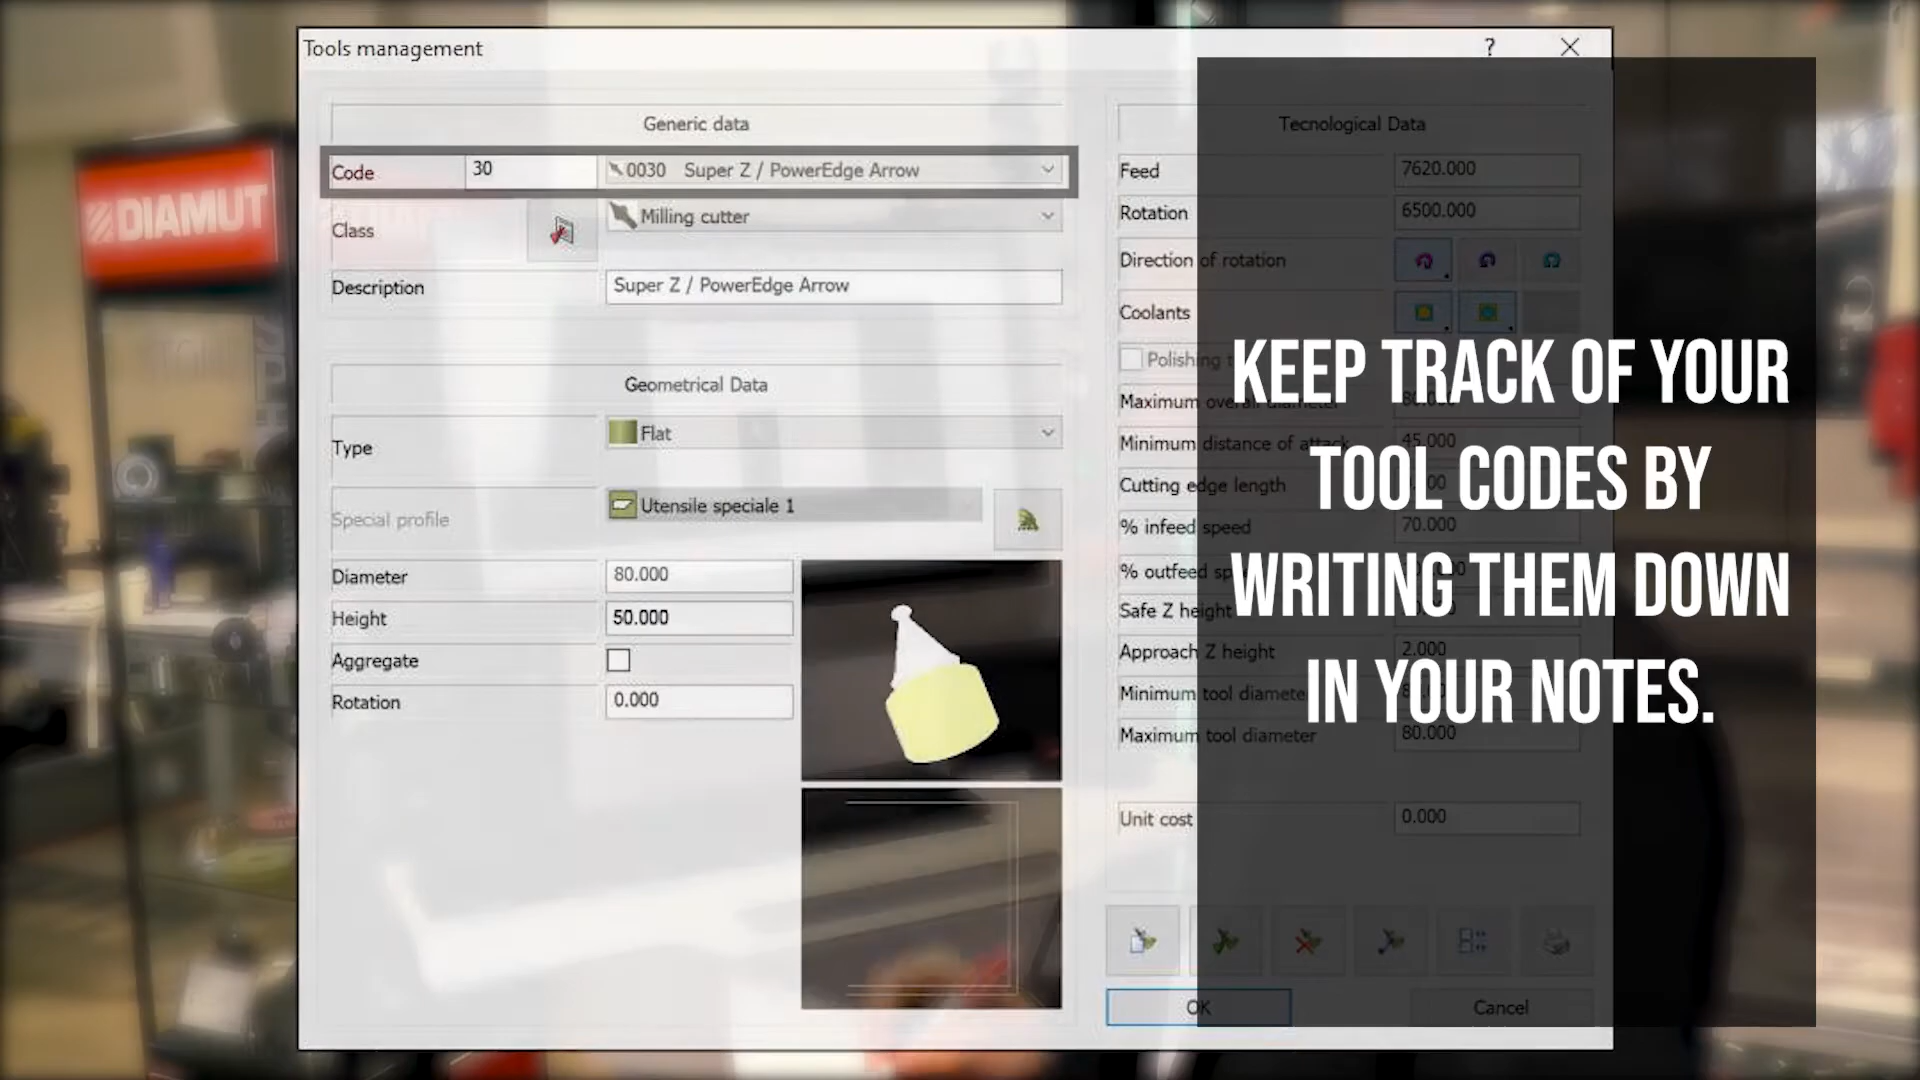 Tools management
?
DIAMUT
Generic data
Code
30
0030 Super Z / PowerEdge Arrow
Class
Milling cutter
Description
Super Z / PowerEdge Arrow
Geometrical Data
Type
Flat
Special profile
Utensile speciale 1
Diameter
80.000
Height
50.000
Aggregate
Rotation
0.000
Tecnological Data
Feed
7620.000
Rotation
6500.000
Direction of rotation
Coolants
Polishing
Maximum overall diameter
Minimum distance of attack
45.000
Cutting edge length
% infeed speed
70.000
% outfeed
Safe Z height
Approach Z height
2.000
Minimum tool diameter
Maximum tool diameter
80.000
Unit cost
0.000
OK
Cancel
KEEP TRACK OF YOUR
TOOL CODES BY
WRITING THEM DOWN
IN YOUR NOTES.